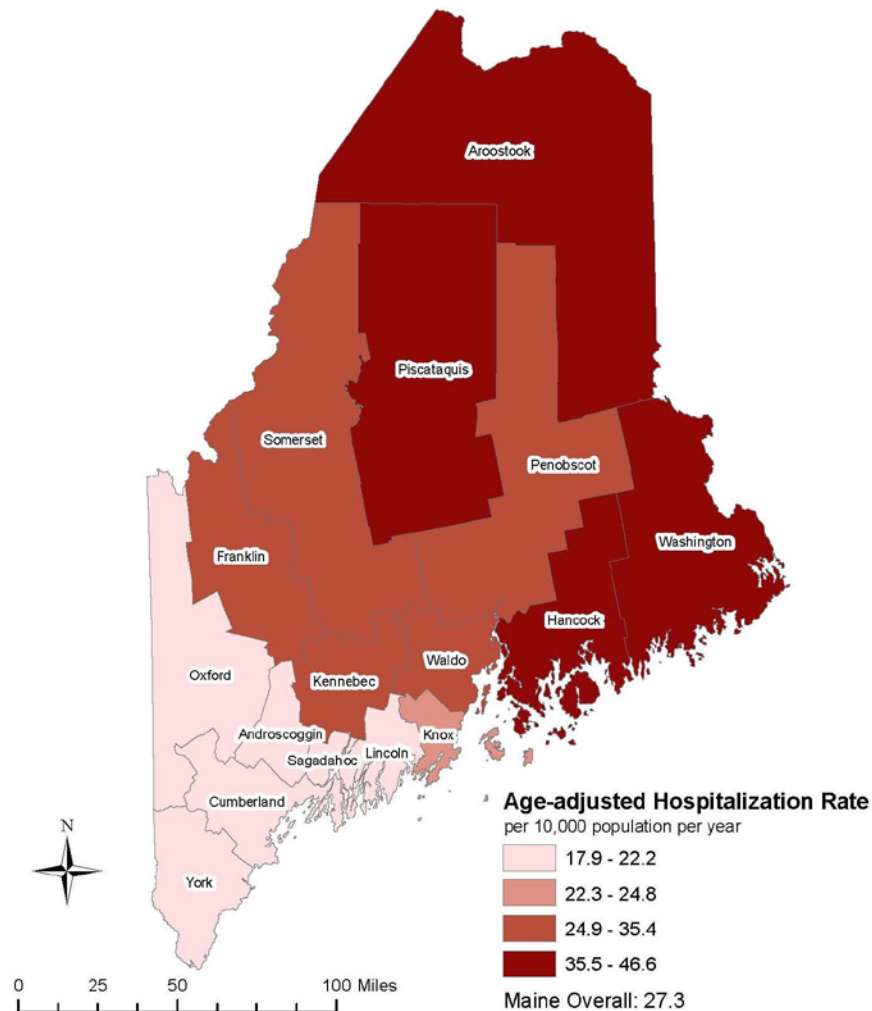 Aroostook
Piscataquis
Somerset
Penobscot
Washington
Franklin
Hancock
Waldo
Oxford
Kennebec
Androscoggin
Knox
Lincoln
Sagadahoc
Cumberland
York
N
Age-adjusted Hospitalization Rate
per 10,000 population per year
17.9 - 22.2
22.3 - 24.8
24.9 - 35.4
35.5 - 46.6
Maine Overall: 27.3
0 25 50 100 Miles